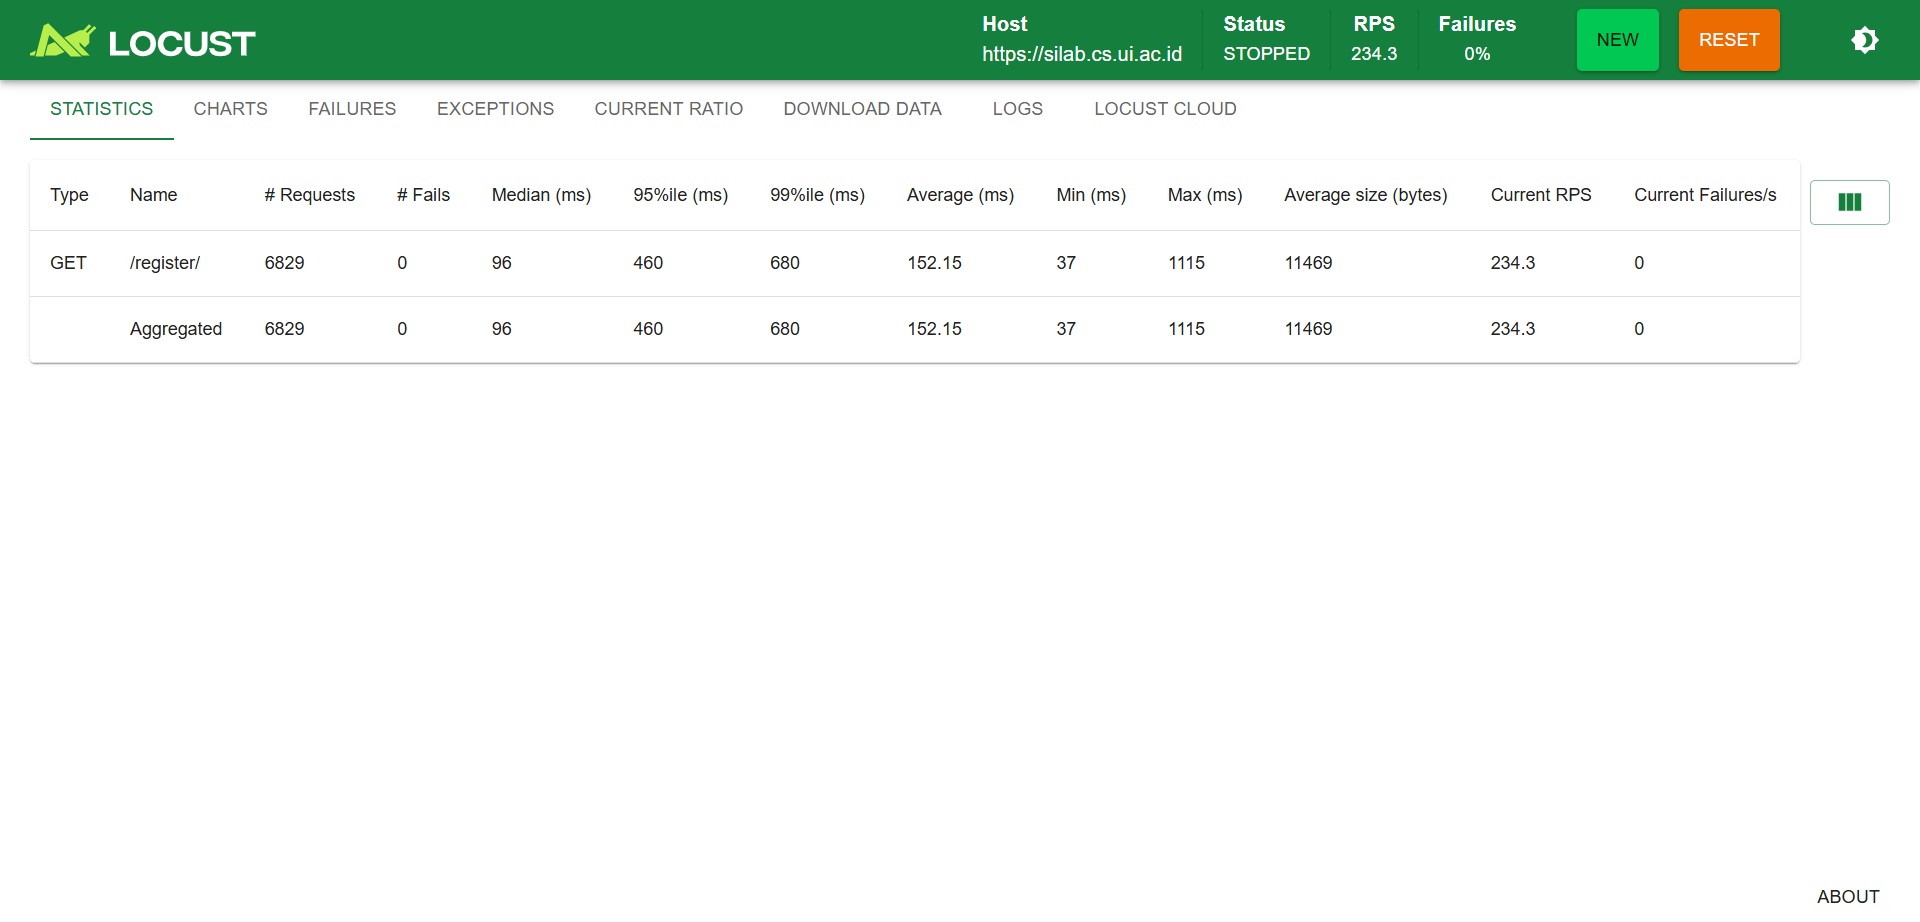 LOCUST
Host
https://silab.cs.ui.ac.id
Status
STOPPED
RPS
234.3
Failures
0%
NEW
RESET
STATISTICS CHARTS FAILURES EXCEPTIONS CURRENT RATIO DOWNLOAD DATA LOGS LOCUST CLOUD
Type Name # Requests # Fails Median (ms) 95%ile (ms) 99%ile (ms) Average (ms) Min (ms) Max (ms) Average size (bytes) Current RPS Current Failures/s
GET /register/ 6829 0 96 460 680 152.15 37 1115 11469 234.3 0
Aggregated 6829 0 96 460 680 152.15 37 1115 11469 234.3 0
ABOUT